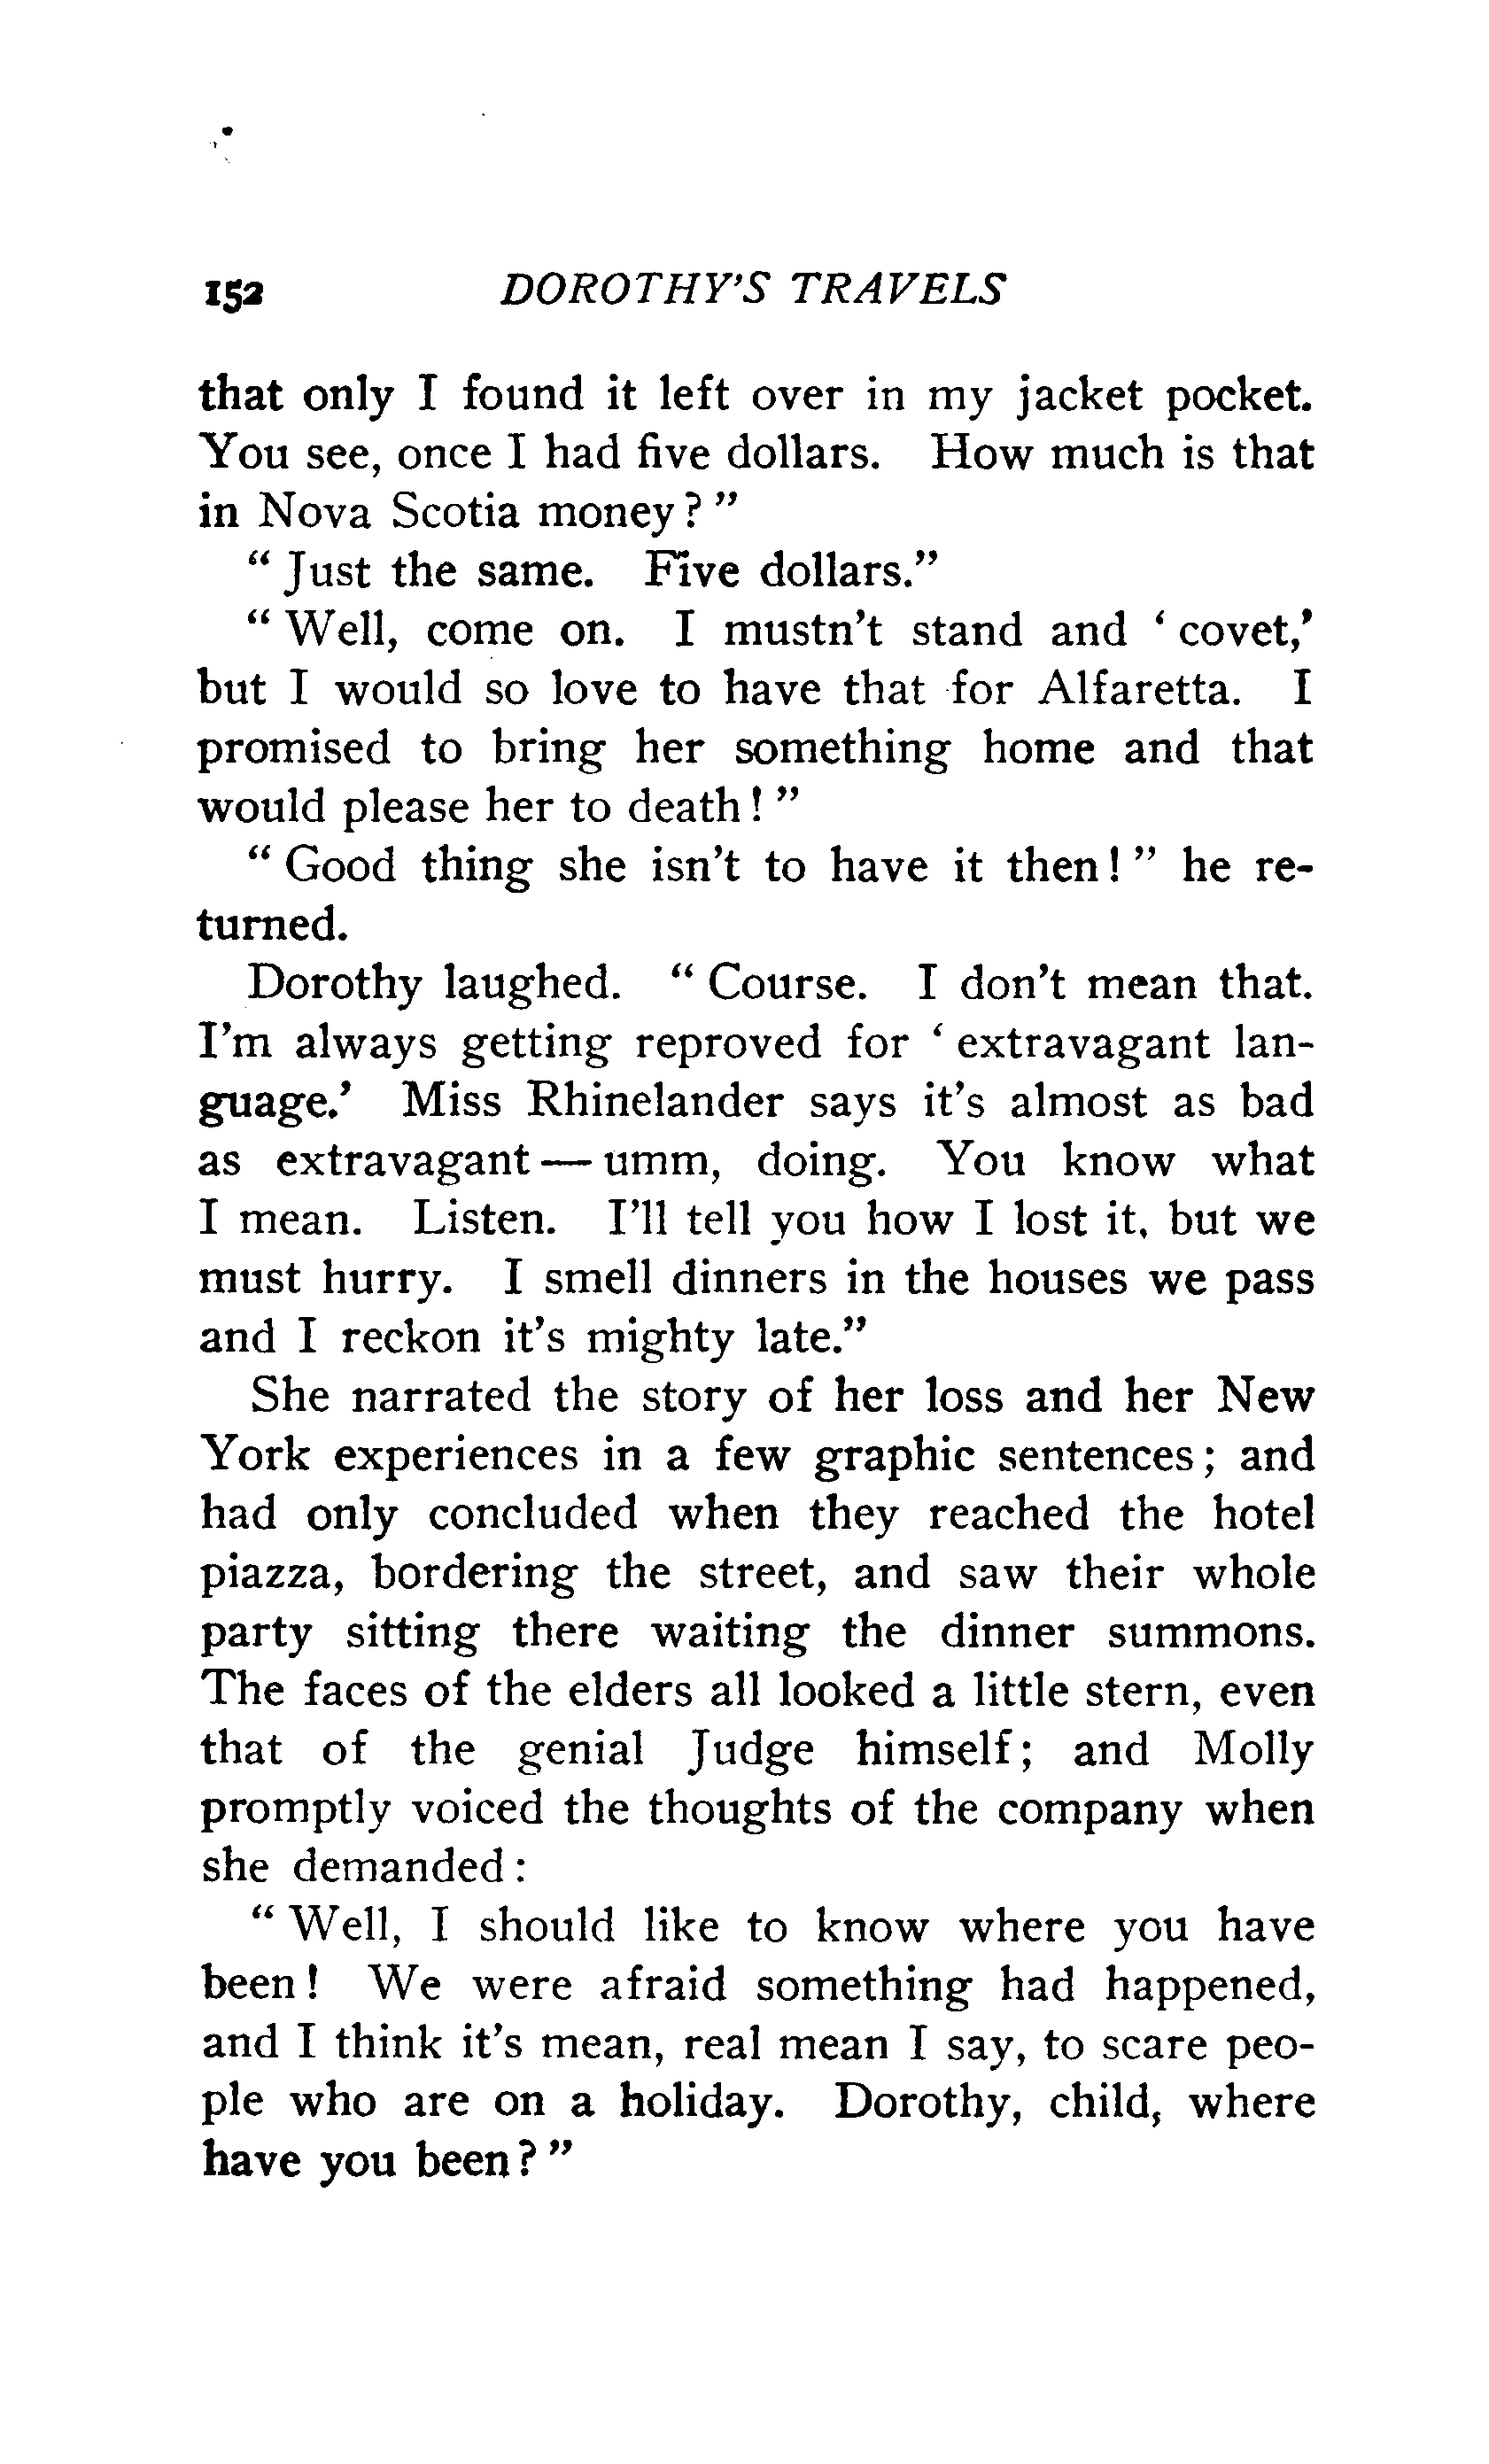 152 DOROTHY'S TRAVELS
that only I found it left over in my jacket pocket.
You see, once I had five dollars. How much is that
in Nova Scotia money?"
"Just the same. Five dollars."
"Well, come on. I mustn't stand and 'covet,'
but I would so love to have that for Alfaretta. I
promised to bring her something home and that
would please her to death!"
"Good thing she isn't to have it then!" he re-
turned.
Dorothy laughed. "Course. I don't mean that.
I'm always getting reproved for 'extravagant lan-
guage.' Miss Rhinelander says it's almost as bad
as extravagant—umm, doing. You know what
I mean. Listen. I'll tell you how I lost it, but we
must hurry. I smell dinners in the houses we pass
and I reckon it's mighty late."
She narrated the story of her loss and her New
York experiences in a few graphic sentences; and
had only concluded when they reached the hotel
piazza, bordering the street, and saw their whole
party sitting there waiting the dinner summons.
The faces of the elders all looked a little stern, even
that of the genial Judge himself; and Molly
promptly voiced the thoughts of the company when
she demanded:
"Well, I should like to know where you have
been! We were afraid something had happened,
and I think it's mean, real mean I say, to scare peo-
ple who are on a holiday. Dorothy, child, where
have you been?"